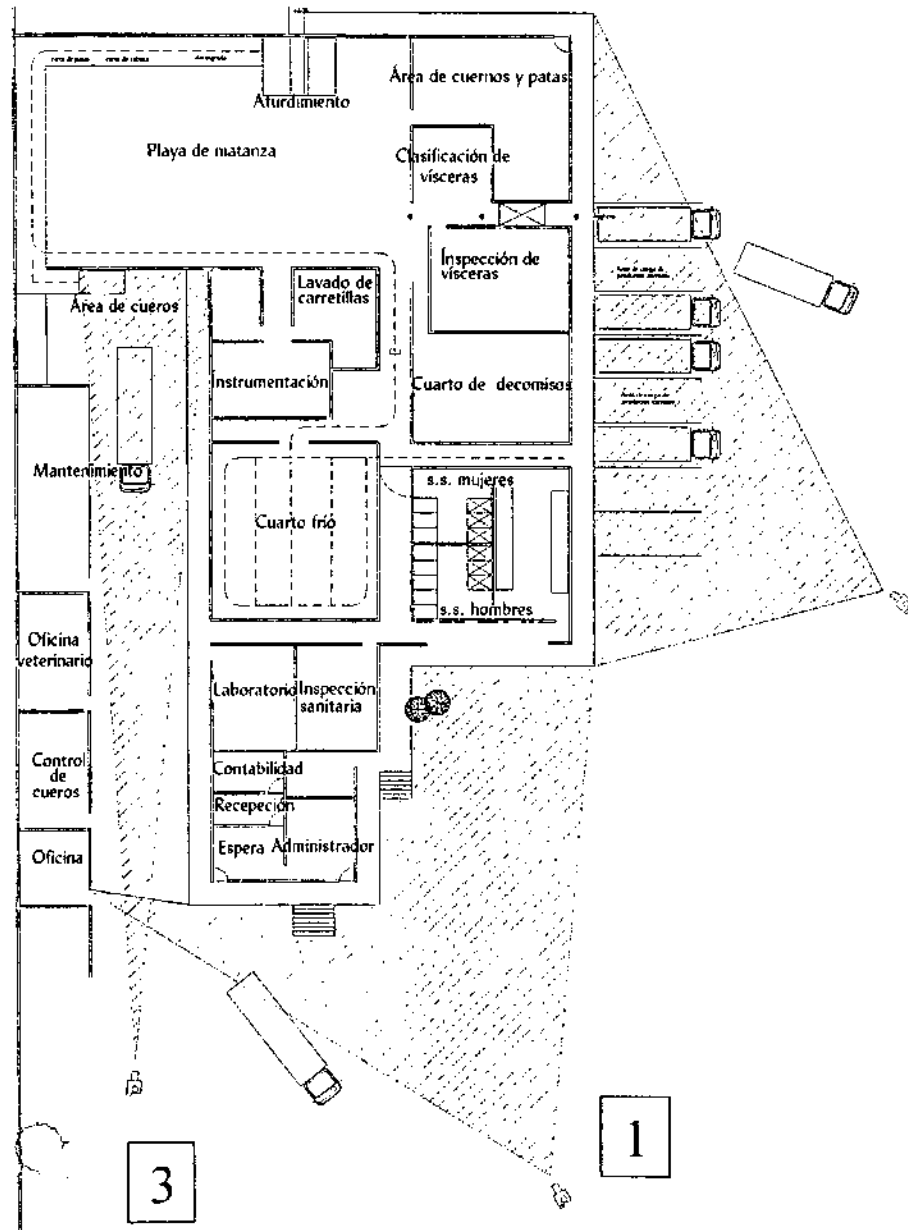 Aturdimiento
Área de cuernos y patas
Playa de matanza
Clasificación de
vísceras
Inspección de
vísceras
Lavado de
carretillas
Área de cueros
Instrumentación
Cuarto de decomisos
Mantenimiento
s.s. mujeres
Cuarto frío
s.s. hombres
Oficina
veterinario
Laboratorio
Inspección
sanitaria
Control
de
cueros
Contabilidad
Recepeción
Espera
Administrador
Oficina
1
3